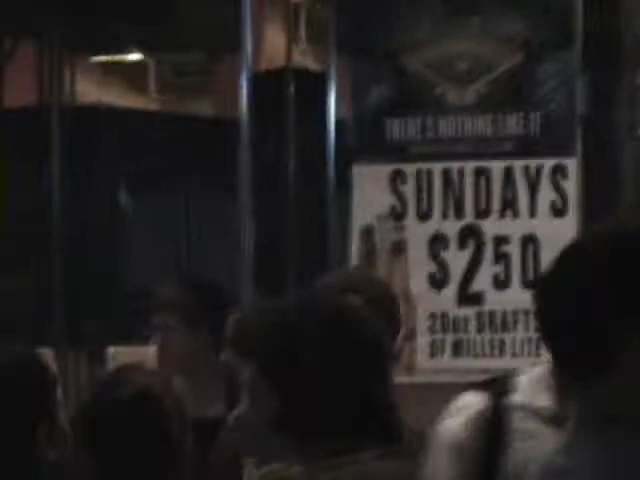 THERE'S NOTHING LIKE IT
SUNDAYS
$250
20oz DRAFTS
OF MILLER LITE